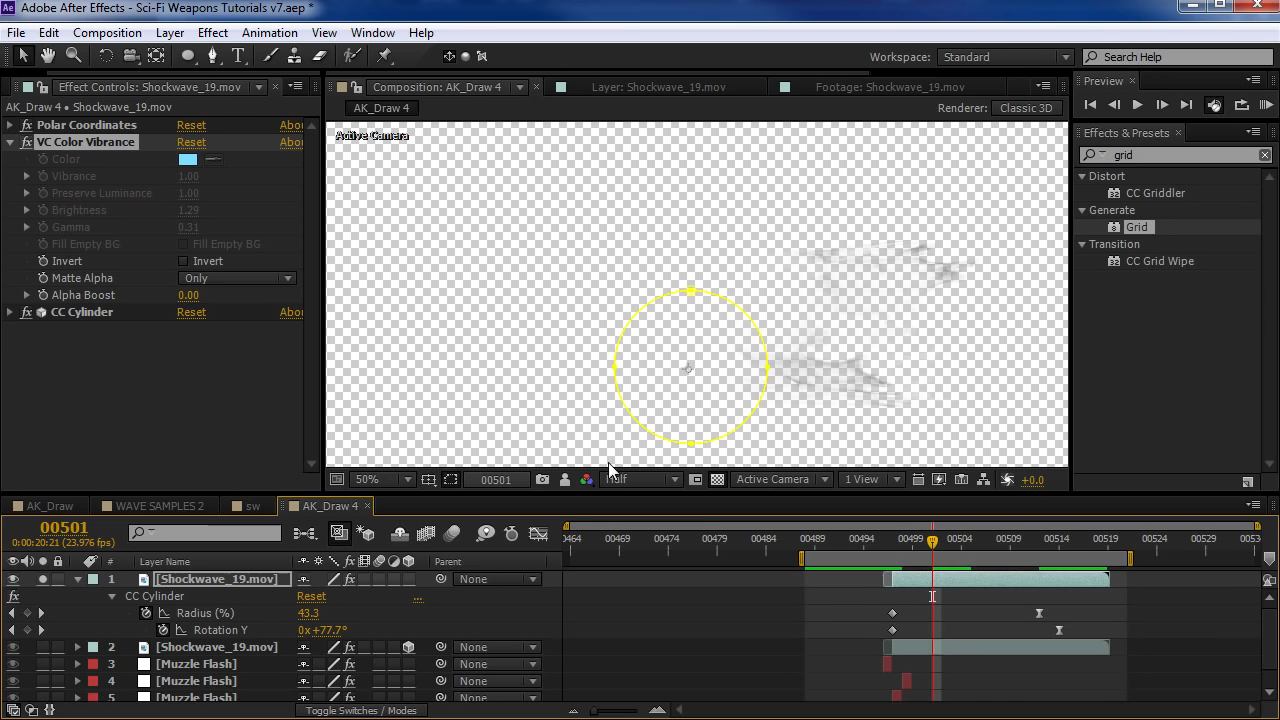 Adobe After Effects - Sci-Fi Weapons Tutorials v7.aep *
File Edit Composition Layer Effect Animation View Window Help
Workspace: Standard Search Help
Effect Controls: Shockwave_19.mov
Composition: AK_Draw 4
Layer: Shockwave_19.mov
Footage: Shockwave_19.mov
Preview
AK_Draw 4 • Shockwave_19.mov
AK_Draw 4
Renderer: Classic 3D
Polar Coordinates Reset Abou
VC Color Vibrance Reset Abou
Color
Vibrance 1.00
Preserve Luminance 1.00
Brightness 1.29
Gamma 0.31
Fill Empty BG Fill Empty BG
Invert Invert
Matte Alpha Only
Alpha Boost 0.00
CC Cylinder Reset Abou
Active Camera
Effects & Presets
grid
Distort
CC Griddler
Generate
Grid
Transition
CC Grid Wipe
50% 00501 Half Active Camera 1 View +0.0
AK_Draw WAVE SAMPLES 2 sw AK_Draw 4
00501
0:00:20:21 (23.976 fps)
# Layer Name Parent
00464 00469 00474 00479 00484 00489 00494 00499 00504 00509 00514 00519 00524 00529 0053
1 [Shockwave_19.mov] None
CC Cylinder Reset ...
Radius (%) 43.3
Rotation Y 0x+77.7°
2 [Shockwave_19.mov] None
3 [Muzzle Flash] None
4 [Muzzle Flash] None
5 [Muzzle Flash] None
Toggle Switches / Modes